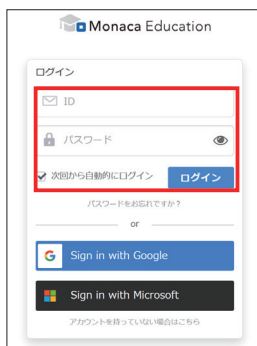 Monaca Education
ログイン
ID
パスワード
次回から自動的にログイン
ログイン
パスワードをお忘れですか？
or
G Sign in with Google
Sign in with Microsoft
アカウントを持っていない場合はこちら